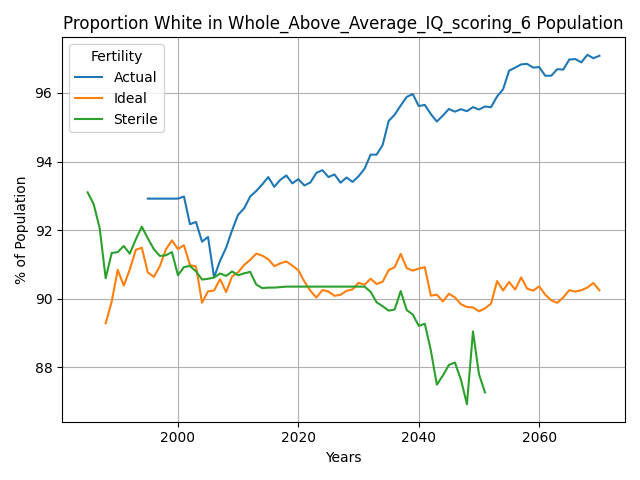 Proportion White in Whole_Above_Average_IQ_scoring_6 Population
Fertility
Actual
Ideal
Sterile
% of Population
96
94
92
90
88
2000
2020
2040
2060
Years